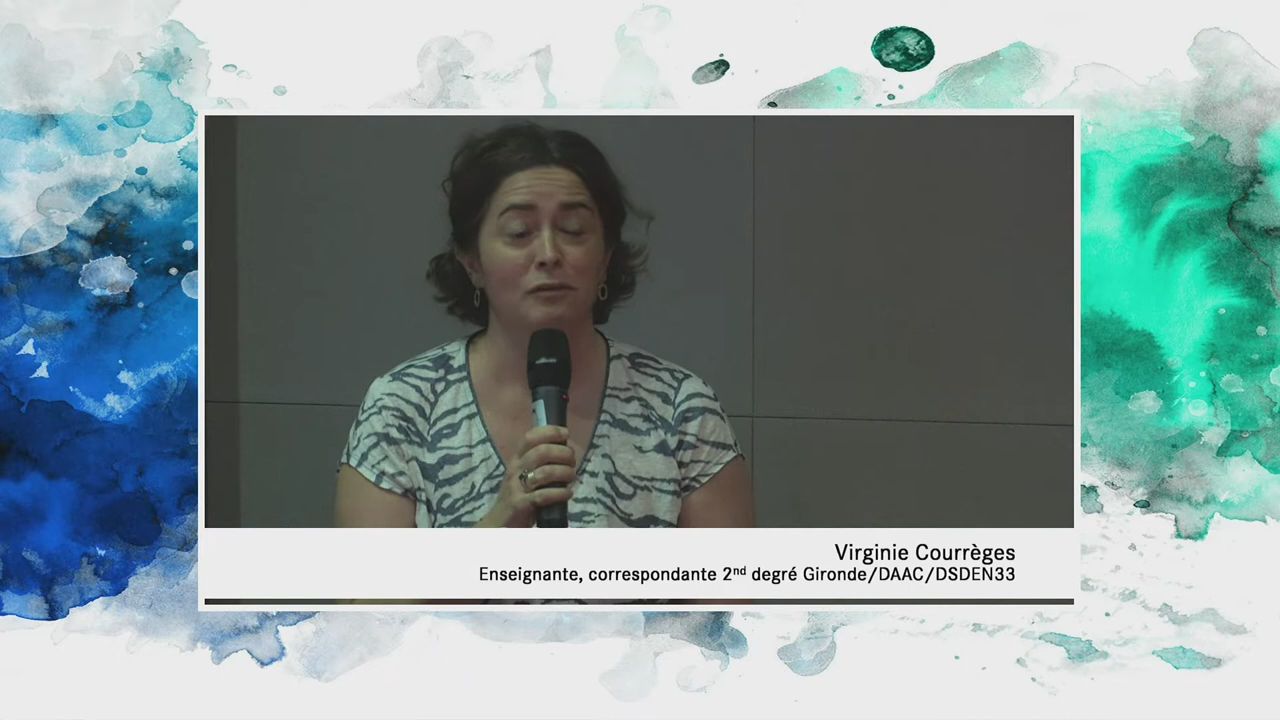 Virginie Courrèges
Enseignante, correspondante 2nd degré Gironde/DAAC/DSDEN33